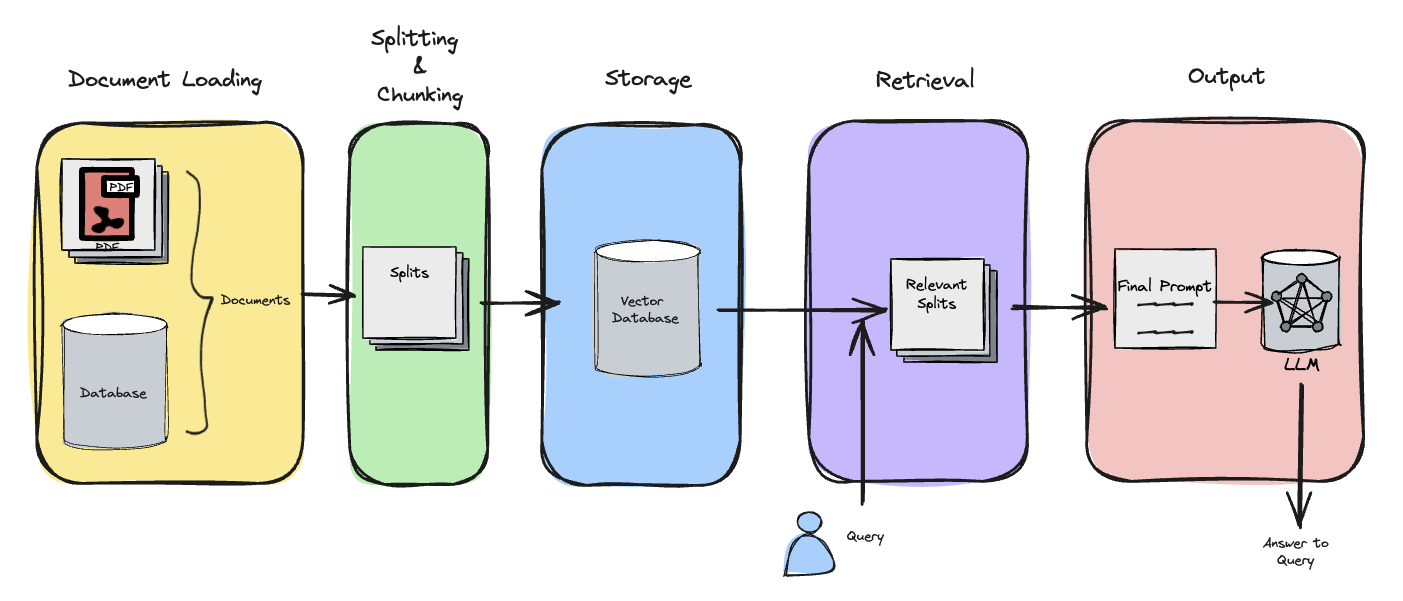 Document Loading
Splitting
&
Chunking
Storage
Retrieval
Output
PDF
PDF
Documents
Database
Splits
Vector
Database
Relevant
Splits
Final Prompt
LLM
Query
Answer to
Query